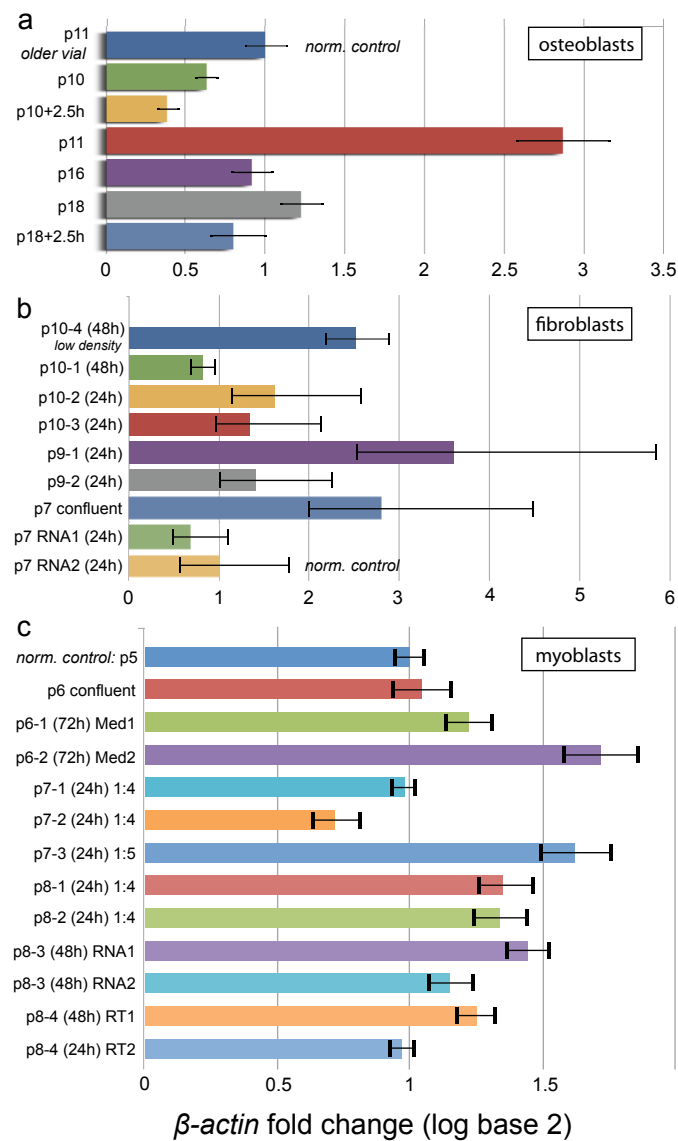 a
p11
older vial
norm. control
osteoblasts
p10
p10+2.5h
p11
p16
p18
p18+2.5h
0 0.5 1 1.5 2 2.5 3 3.5
b
p10-4 (48h)
low density
fibroblasts
p10-1 (48h)
p10-2 (24h)
p10-3 (24h)
p9-1 (24h)
p9-2 (24h)
p7 confluent
p7 RNA1 (24h)
p7 RNA2 (24h) norm. control
0 1 2 3 4 5 6
c
norm. control: p5
myoblasts
p6 confluent
p6-1 (72h) Med1
p6-2 (72h) Med2
p7-1 (24h) 1:4
p7-2 (24h) 1:4
p7-3 (24h) 1:5
p8-1 (24h) 1:4
p8-2 (24h) 1:4
p8-3 (48h) RNA1
p8-3 (48h) RNA2
p8-4 (48h) RT1
p8-4 (24h) RT2
0 0.5 1 1.5
β-actin fold change (log base 2)